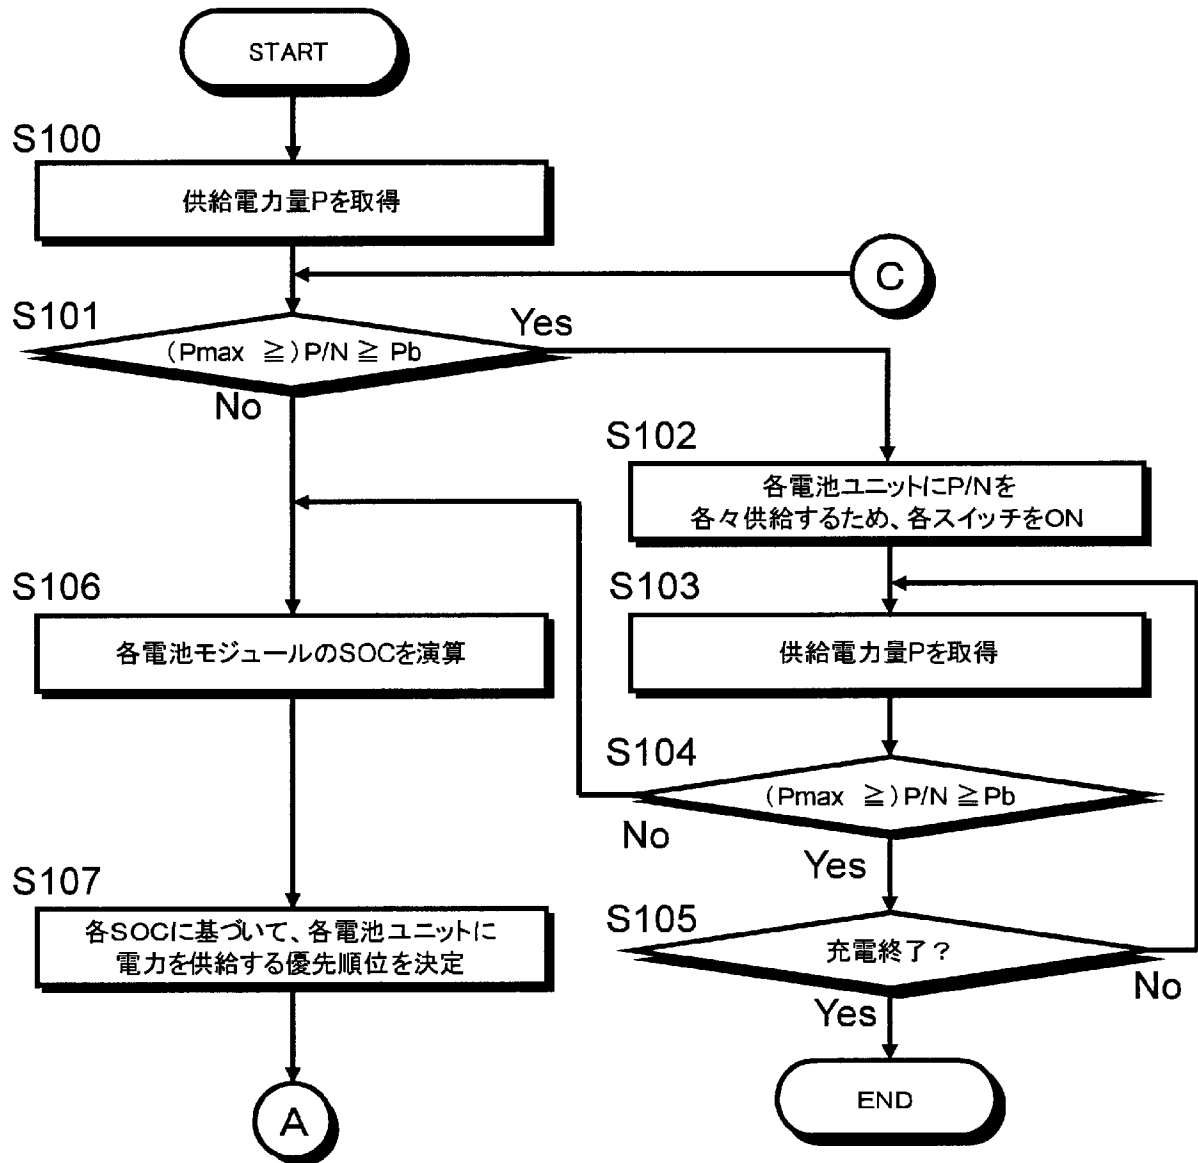 START
S100
供給電力量Pを取得
C
S101
(Pmax ≧)P/N ≧ Pb
Yes
No
S102
各電池ユニットにP/Nを
各々供給するため、各スイッチをON
S103
供給電力量Pを取得
S104
(Pmax ≧)P/N ≧Pb
No
Yes
S105
充電終了?
No
Yes
END
S106
各電池モジュールのSOCを演算
S107
各SOCに基づいて、各電池ユニットに
電力を供給する優先順位を決定
A